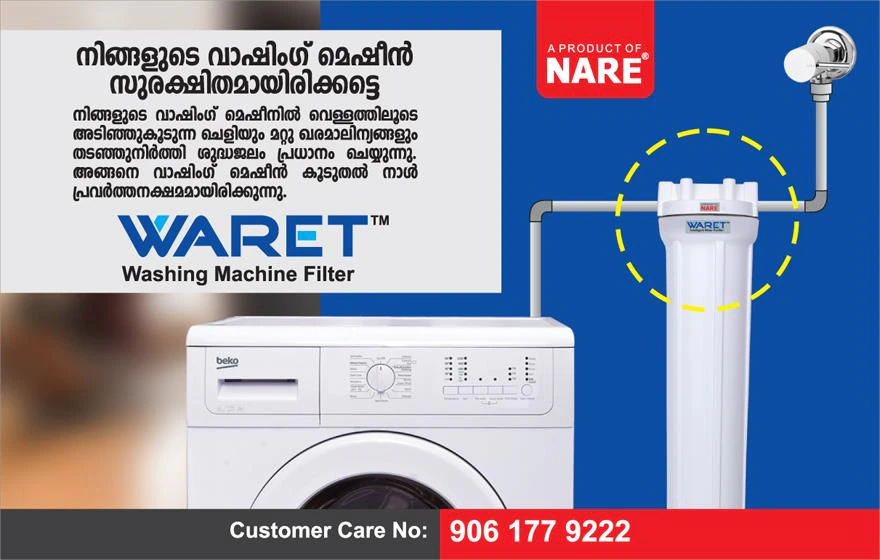 നിങ്ങളുടെ വാഷിംഗ് മെഷീൻ
സുരക്ഷിതമായിരിക്കട്ടെ
നിങ്ങളുടെ വാഷിംഗ് മെഷീനിൽ വെള്ളത്തിലൂടെ
അടിഞ്ഞുകൂടുന്ന ചെളിയും മറ്റു ഖരമാലിന്യങ്ങളും
തടഞ്ഞുനിർത്തി ശുദ്ധജലം പ്രധാനം ചെയ്യുന്നു.
അങ്ങനെ വാഷിംഗ് മെഷീൻ കൂടുതൽ നാൾ
പ്രവർത്തനക്ഷമമായിരിക്കുന്നു.
WARET™
Washing Machine Filter
A PRODUCT OF
NARE®
NARE
WARET
beko
Customer Care No: 906 177 9222